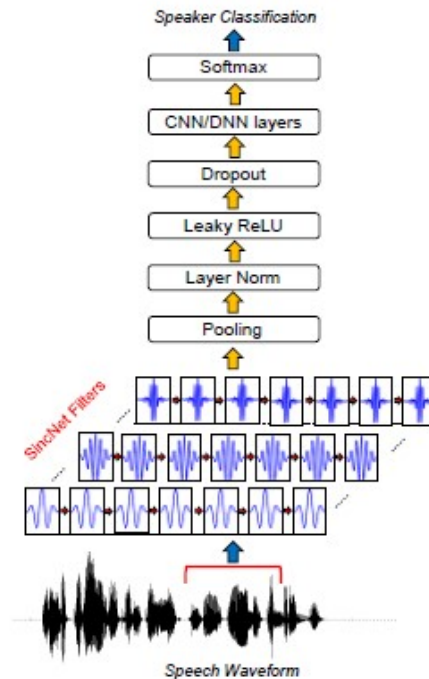 Speaker Classification
Softmax
CNN/DNN layers
Dropout
Leaky ReLU
Layer Norm
Pooling
SincNet Filters
Speech Waveform